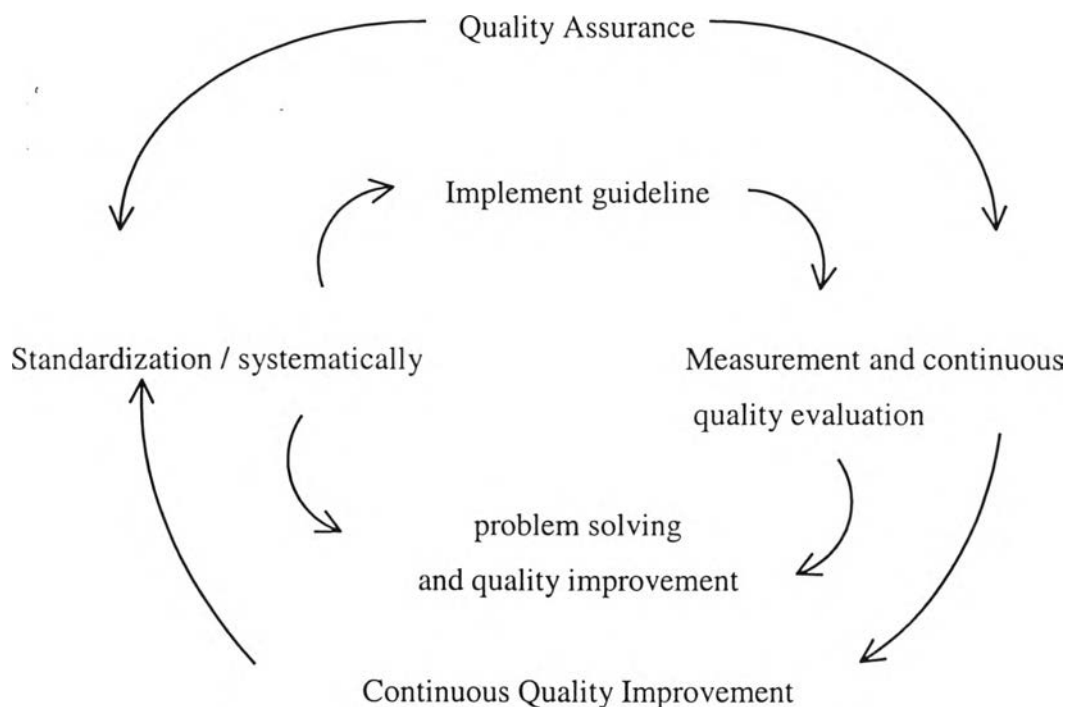 Quality Assurance
Implement guideline
Standardization / systematically
Measurement and continuous
quality evaluation
problem solving
and quality improvement
Continuous Quality Improvement